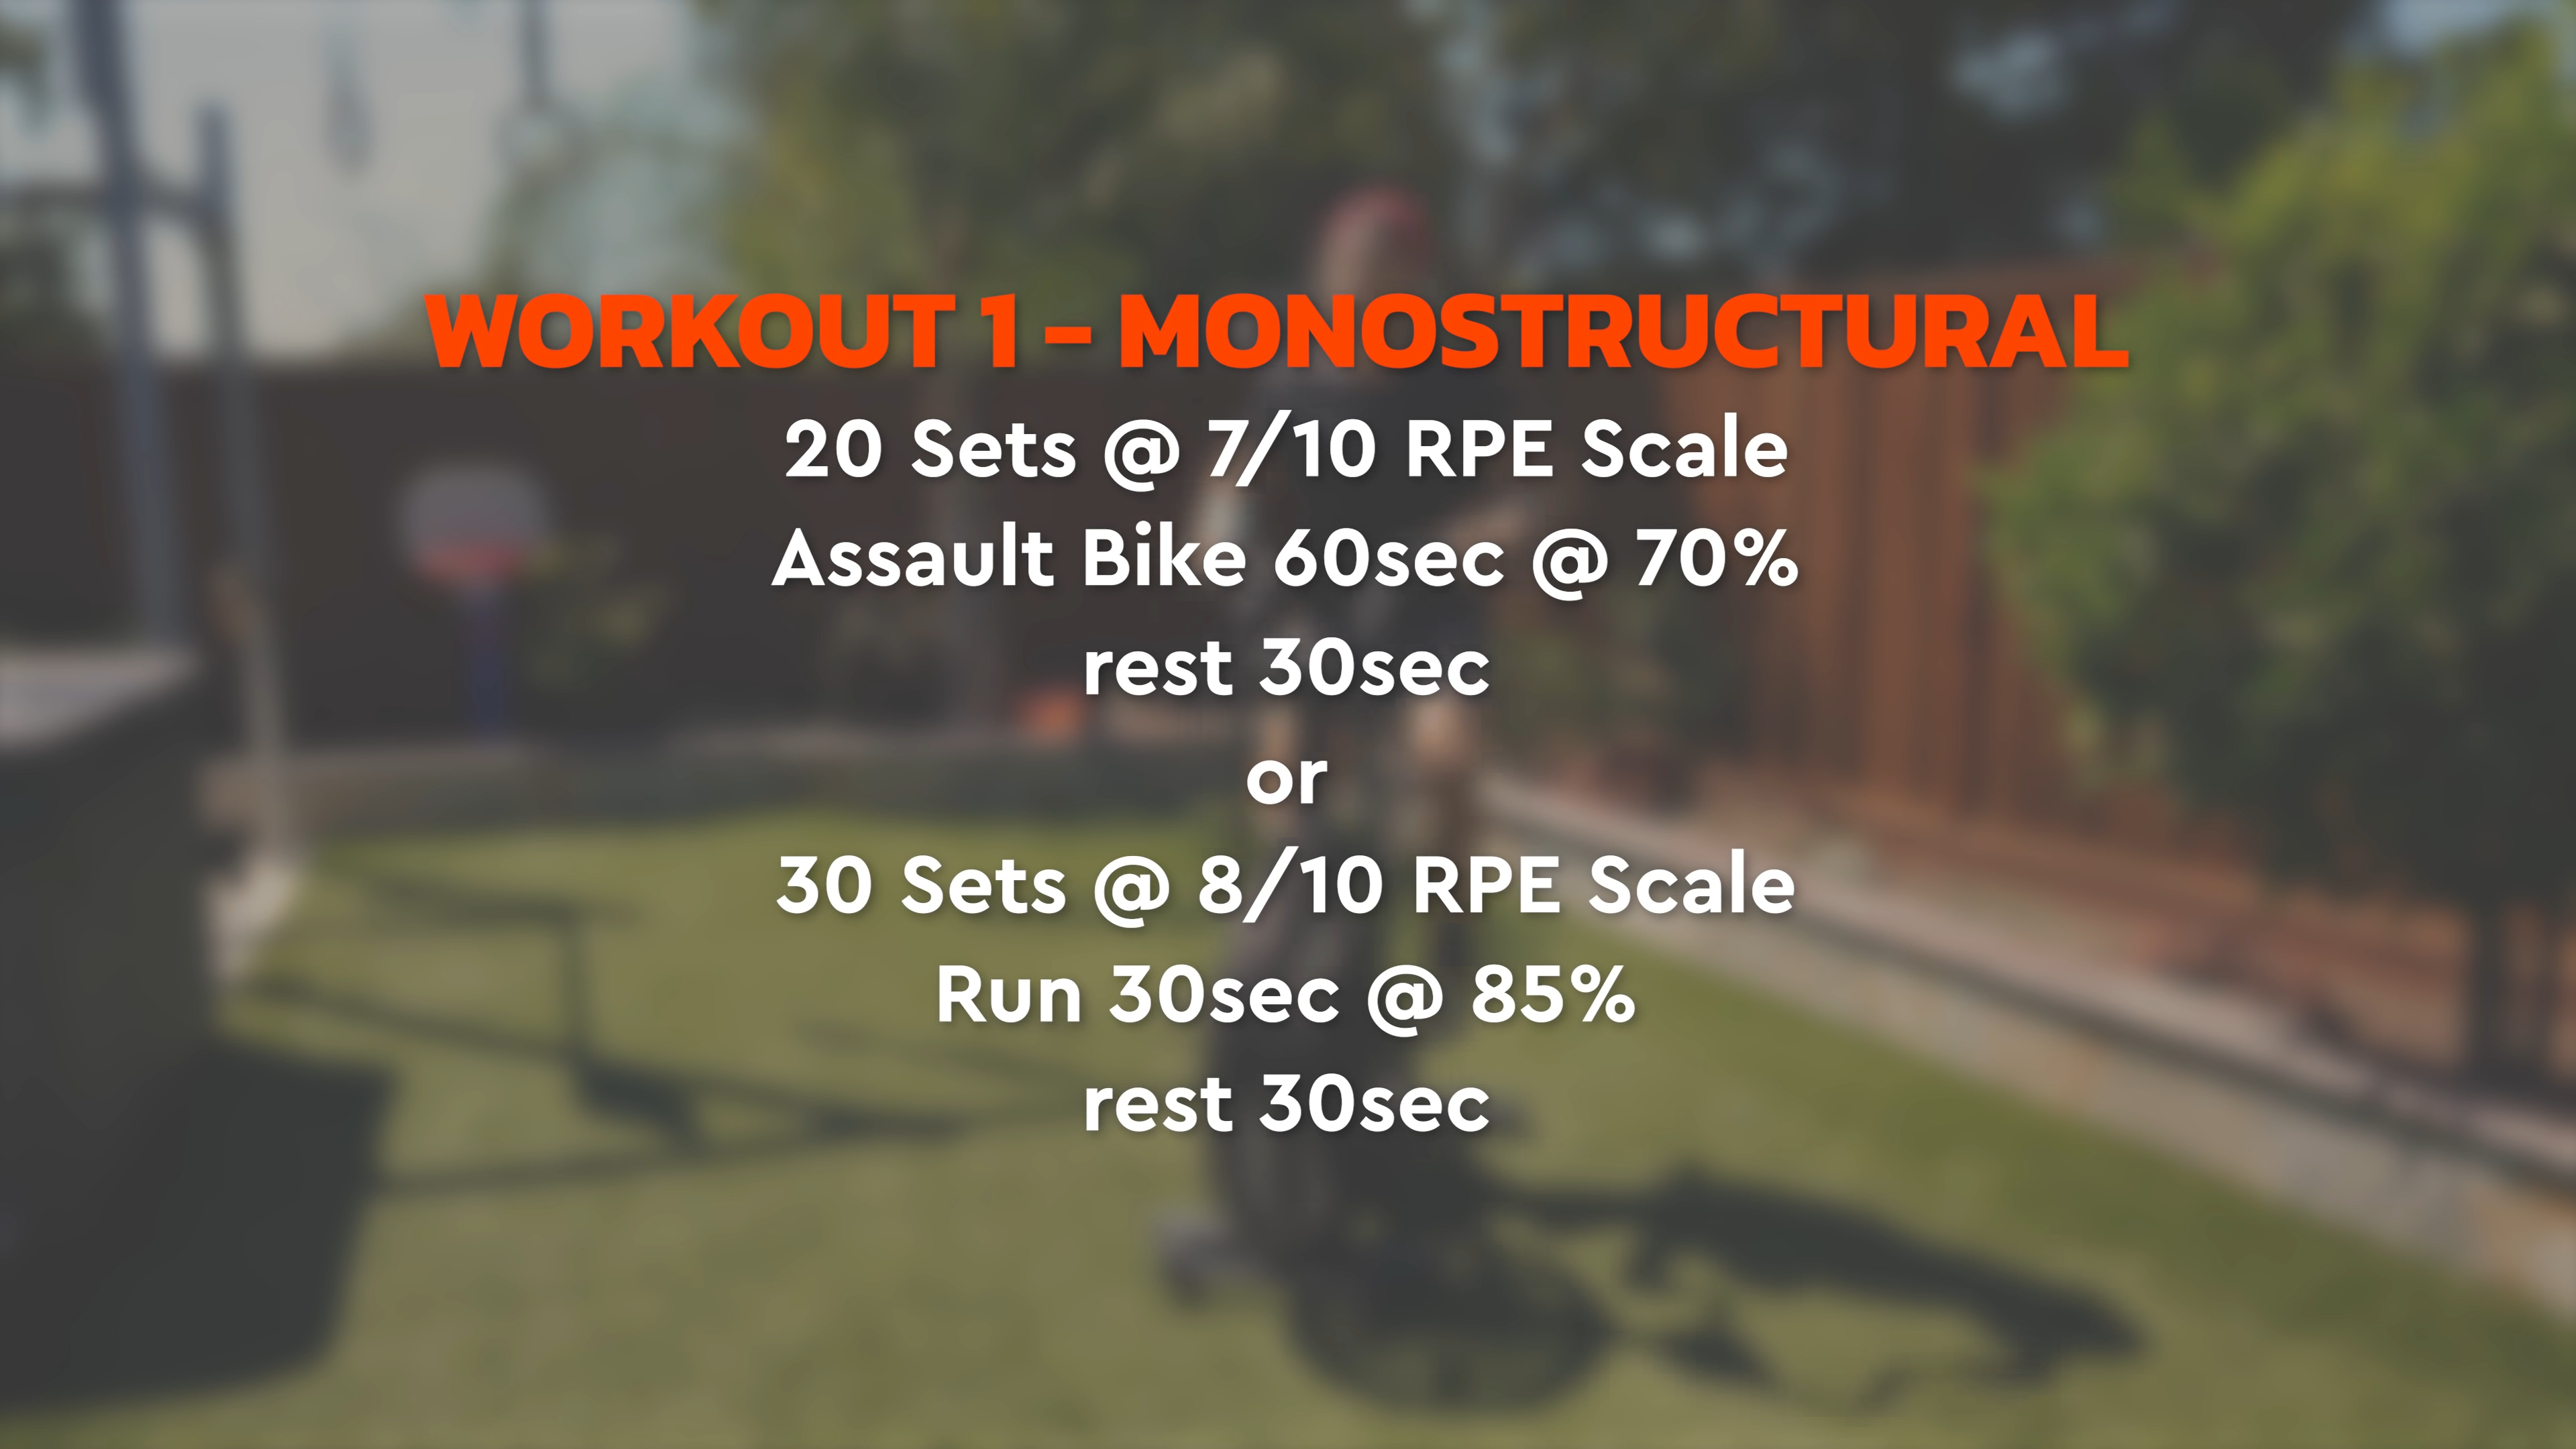 WORKOUT 1 - MONOSTRUCTURAL
20 Sets @ 7/10 RPE Scale
Assault Bike 60sec @ 70%
rest 30sec
or
30 Sets @ 8/10 RPE Scale
Run 30sec @ 85%
rest 30sec